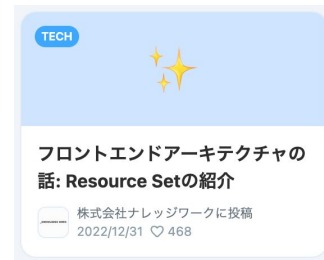 TECH
フロントエンドアーキテクチャの
話: Resource Setの紹介
株式会社ナレッジワークに投稿
2022/12/31 ♡ 468